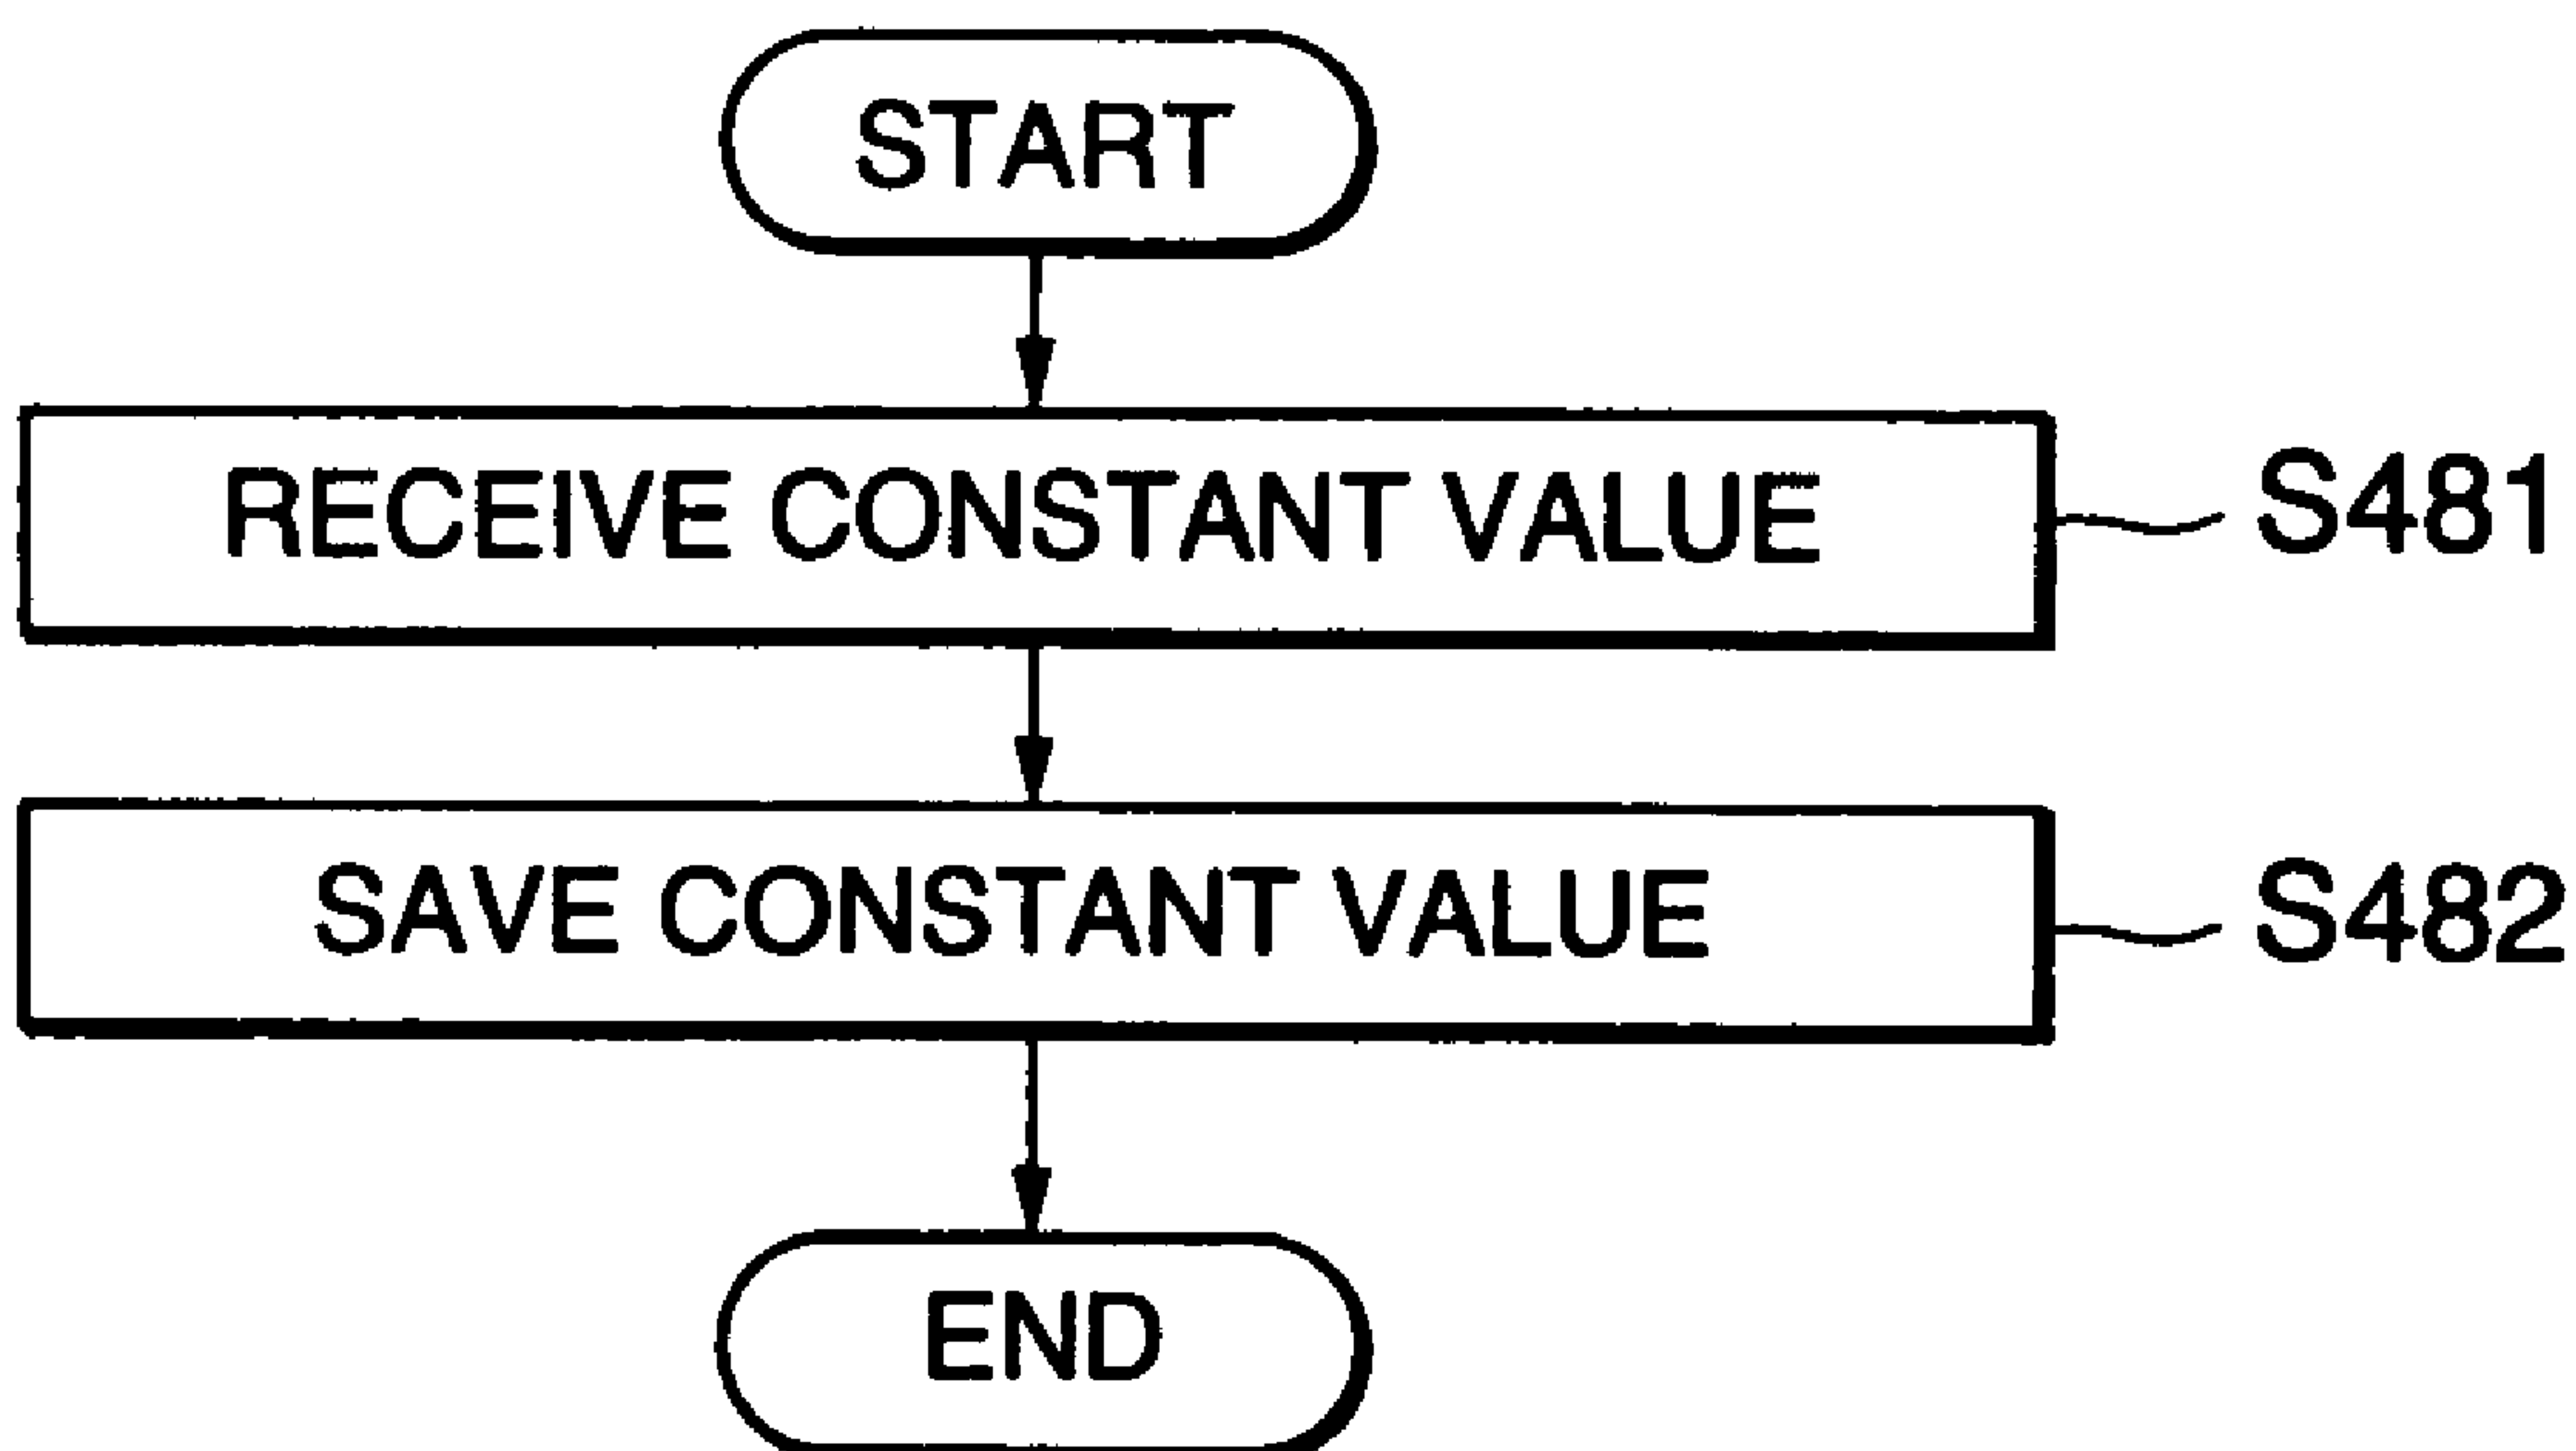 START
RECEIVE CONSTANT VALUE
S481
SAVE CONSTANT VALUE
S482
END